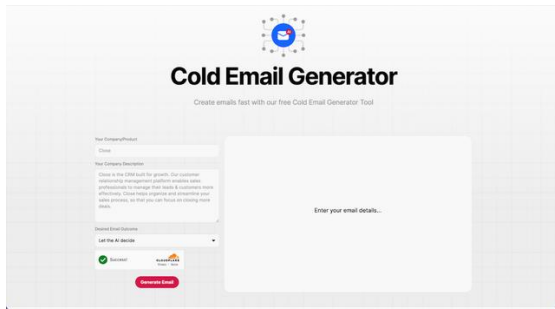 Cold Email Generator
Create emails fast with our free Cold Email Generator Tool
Your Company/Product
Close
Your Company Description
Close is the CRM built for growth. Our customer
relationship management platform enables sales
professionals to manage their leads & customers more
effectively. Close helps organize and streamline your
sales process, so that you can focus on closing more
deals.
Desired Email Outcome
Let the AI decide
Success!
CLOUDFLARE
Privacy · Terms
Generate Email
Enter your email details...